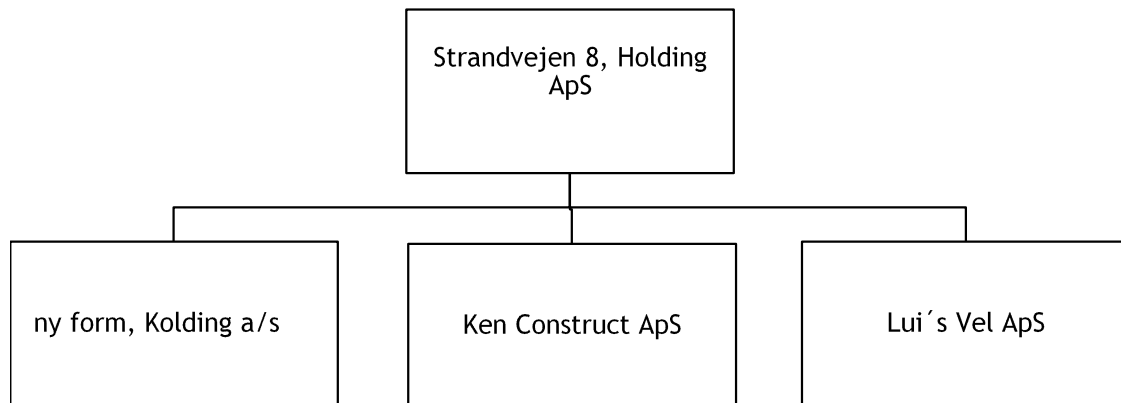 Strandvejen 8, Holding
ApS
ny form, Kolding a/s
Ken Construct ApS
Lui´s Vel ApS